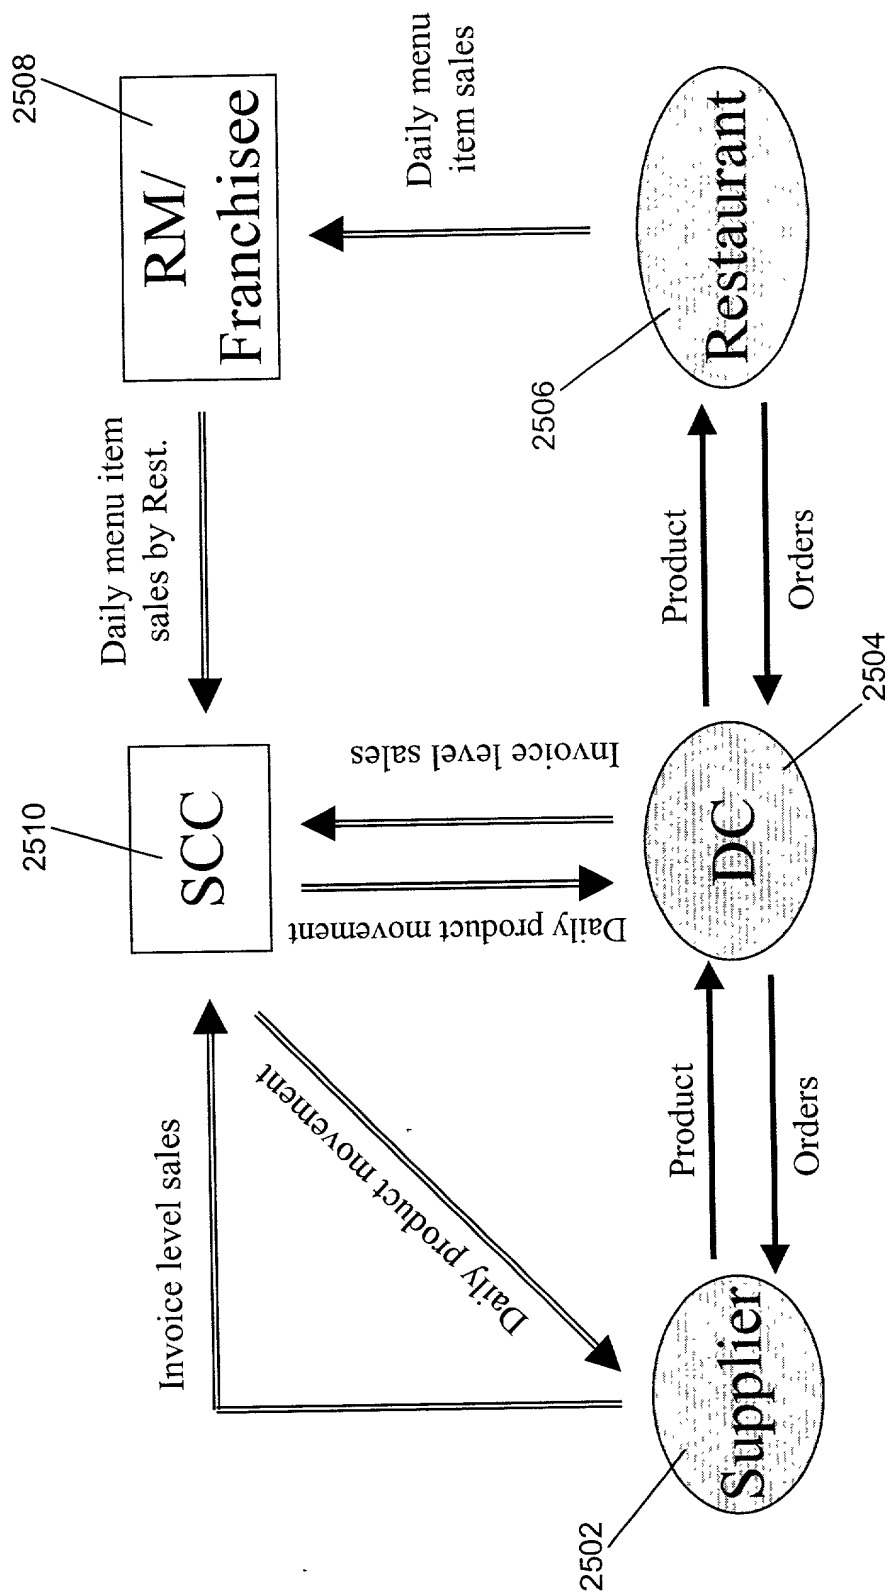 2508
RM/
Franchisee
Daily menu
item sales
Daily menu item
sales by Rest.
2510
SCC
Invoice level sales
Daily product movement
Invoice level sales
Daily product movement
2506
Restaurant
Product
Orders
2504
DC
Product
Orders
2502
Supplier